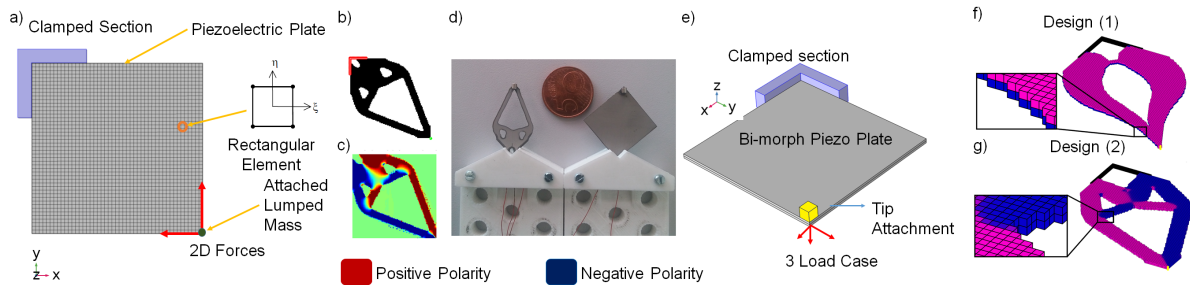 a)
Clamped Section
Piezoelectric Plate
η
ξ
Rectangular
Element
Attached
Lumped
Mass
2D Forces
y
z
x
b)
c)
d)
Positive Polarity
Negative Polarity
e)
Clamped section
z
x
y
Bi-morph Piezo Plate
Tip
Attachment
3 Load Case
f)
Design (1)
g)
Design (2)